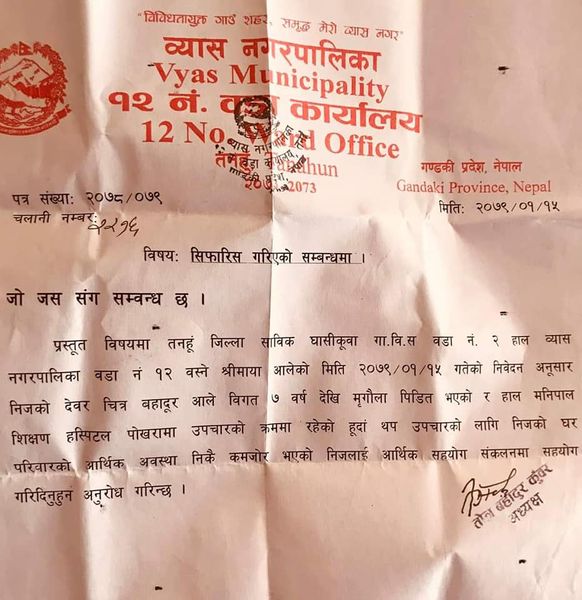 "विविधतायुक्त गाउँ शहर, समृद्ध मेरो व्यास नगर"
व्यास नगरपालिका
Vyas Municipality
१२ नं. वडा कार्यालय
12 No. Ward Office
गण्डकी प्रदेश, नेपाल
Gandaki Province, Nepal
2073
पत्र संख्या: २०७८/०७९
मिति: २०७९/०१/१५
चलानी नम्बर:
विषय: सिफारिस गरिएको सम्बन्धमा ।
जो जस संग सम्वन्ध छ ।
प्रस्तूत विषयमा तनहूं जिल्ला साविक घासीकूवा गा.वि.स वडा नं. २ हाल व्यास
नगरपालिका वडा नं १२ वस्ने श्रीमाया आलेको मिति २०७९/०१/१५ गतेको निवेदन अनूसार
निजको देवर चित्र बहादूर आले विगत ७ वर्ष देखि मृगौला पिडित भएको र हाल मनिपाल
शिक्षण हस्पिटल पोखरामा उपचारको क्रममा रहेको हूदां थप उपचारको लागि निजको घर
परिवारको आर्थिक अवस्था निकै कमजोर भएको निजलाई आर्थिक सहयोग संकलनमा सहयोग
गरिदिनुहुन अनुरोध गरिन्छ ।
तोन बहादुर कुंवर
अध्यक्ष